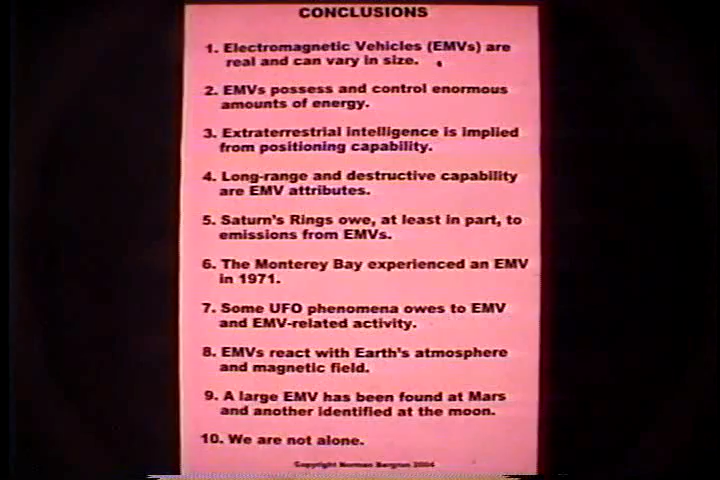 CONCLUSIONS
1. Electromagnetic Vehicles (EMVs) are
real and can vary in size.
2. EMVs possess and control enormous
amounts of energy.
3. Extraterrestrial intelligence is implied
from positioning capability.
4. Long-range and destructive capability
are EMV attributes.
5. Saturn's Rings owe, at least in part, to
emissions from EMVs.
6. The Monterey Bay experienced an EMV
in 1971.
7. Some UFO phenomena owes to EMV
and EMV-related activity.
8. EMVs react with Earth's atmosphere
and magnetic field.
9. A large EMV has been found at Mars
and another identified at the moon.
10. We are not alone.
Copyright Norman Bergrun 2004